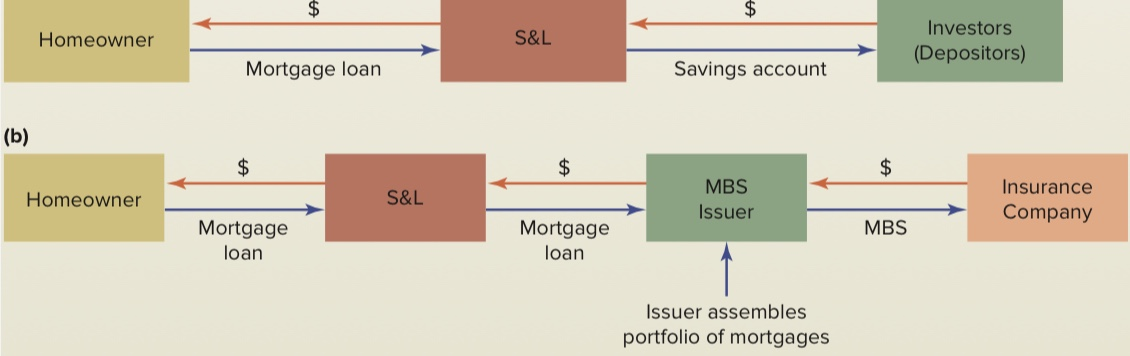 $
$
Homeowner
S&L
Investors
(Depositors)
Mortgage loan
Savings account
(b)
$
$
$
Homeowner
S&L
MBS
Issuer
Insurance
Company
Mortgage
loan
Mortgage
loan
MBS
Issuer assembles
portfolio of mortgages